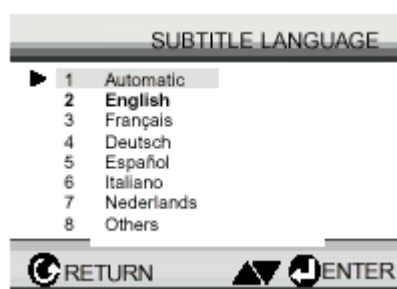 SUBTITLE LANGUAGE
1 Automatic
2 English
3 Français
4 Deutsch
5 Español
6 Italiano
7 Nederlands
8 Others
RETURN ENTER